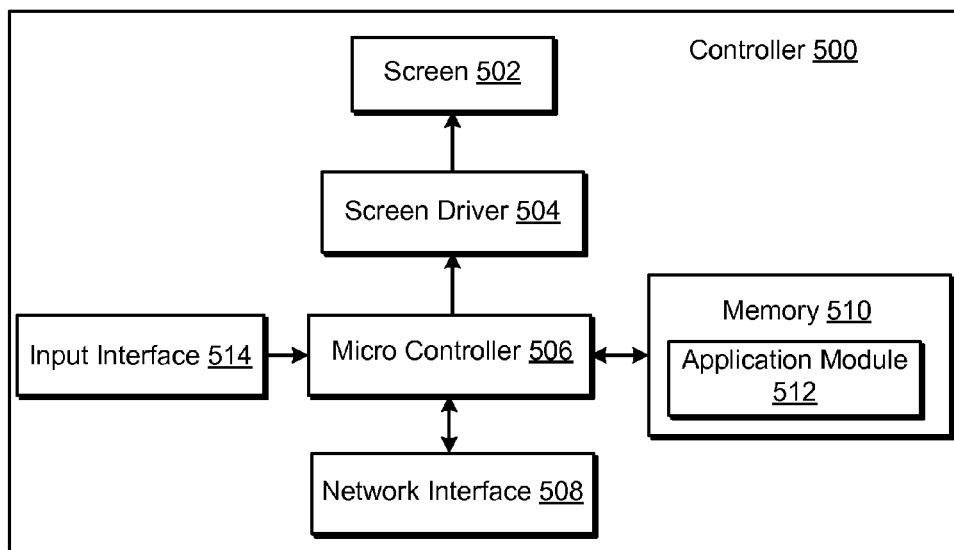 Controller 500
Screen 502
Screen Driver 504
Input Interface 514
Micro Controller 506
Memory 510
Application Module
512
Network Interface 508